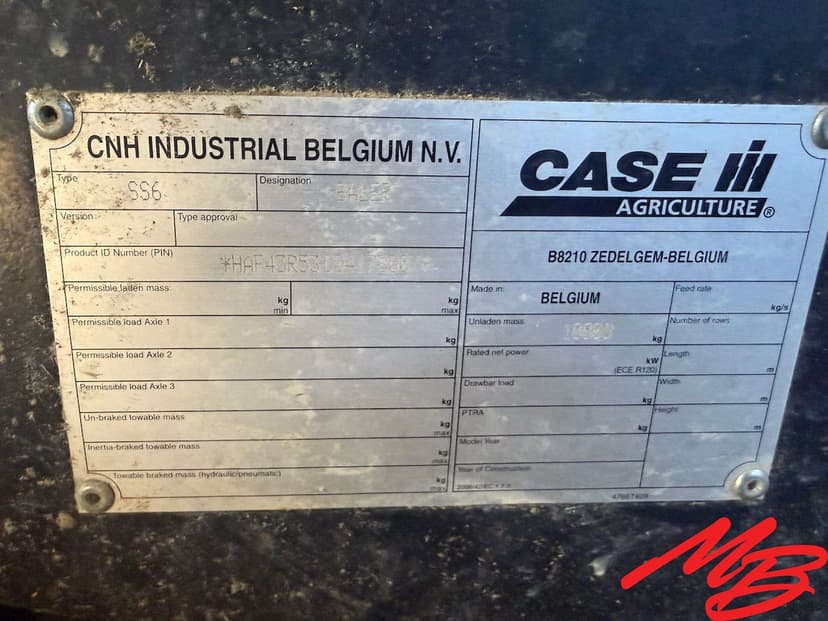 CNH INDUSTRIAL BELGIUM N.V.
Type
SS6
Designation
BALER
Version
Type approval
Product ID Number (PIN)
Permissible laden mass:
kg
min
kg
max
Permissible load Axle 1
kg
Permissible load Axle 2
kg
Permissible load Axle 3
kg
Un-braked towable mass
kg
max
Inertia-braked towable mass
kg
max
Towable braked mass (hydraulic/pneumatic)
kg
max
CASE IH
AGRICULTURE®
B8210 ZEDELGEM-BELGIUM
Made in:
BELGIUM
Feed rate
kg/s
Unladen mass
kg
Number of rows
Rated net power
kW
(ECE R120)
Length
m
Drawbar load
kg
Width
m
PTRA
kg
Height
m
Model Year
Year of Construction
MB